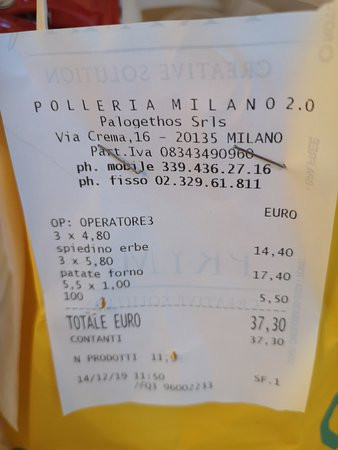 POLLERIA MILANO 2.0
Palogethos Srls
Via Crema,16 - 20135 MILANO
Part.Iva 08343490960
ph. mobile 339.436.27.16
ph. fisso 02.329.61.811
EURO
OP: OPERATORE3
3 x 4,80
spiedino erbe 14,40
3 x 5,80
patate forno 17,40
5,5 x 1,00
100 5,50
TOTALE EURO 37,30
CONTANTI 37,30
N PRODOTTI 11,
14/12/19 11:50 SF.1